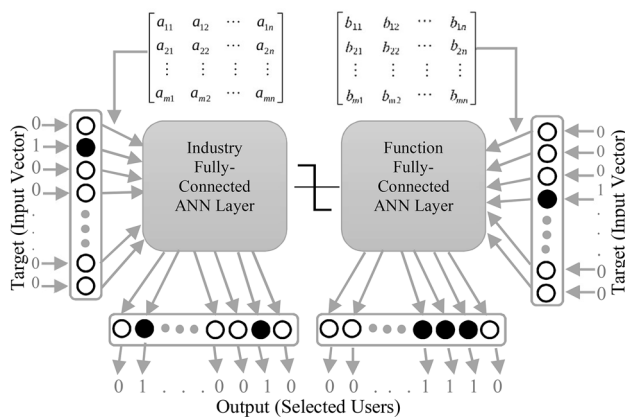 a11 a12 ⋯ a1n
a21 a22 ⋯ a2n
⋮ ⋮ ⋱ ⋮
am1 am2 ⋯ amn
b11 b12 ⋯ b1n
b21 b22 ⋯ b2n
⋮ ⋮ ⋱ ⋮
bm1 bm2 ⋯ bmn
Target (Input Vector)
0
1
0
0
.
.
.
0
0
Industry
Fully-
Connected
ANN Layer
Function
Fully-
Connected
ANN Layer
0
0
0
1
.
.
.
0
0
Target (Input Vector)
0 1 . . . 0 0 1 0
0 0 . . . 1 1 1 0
Output (Selected Users)